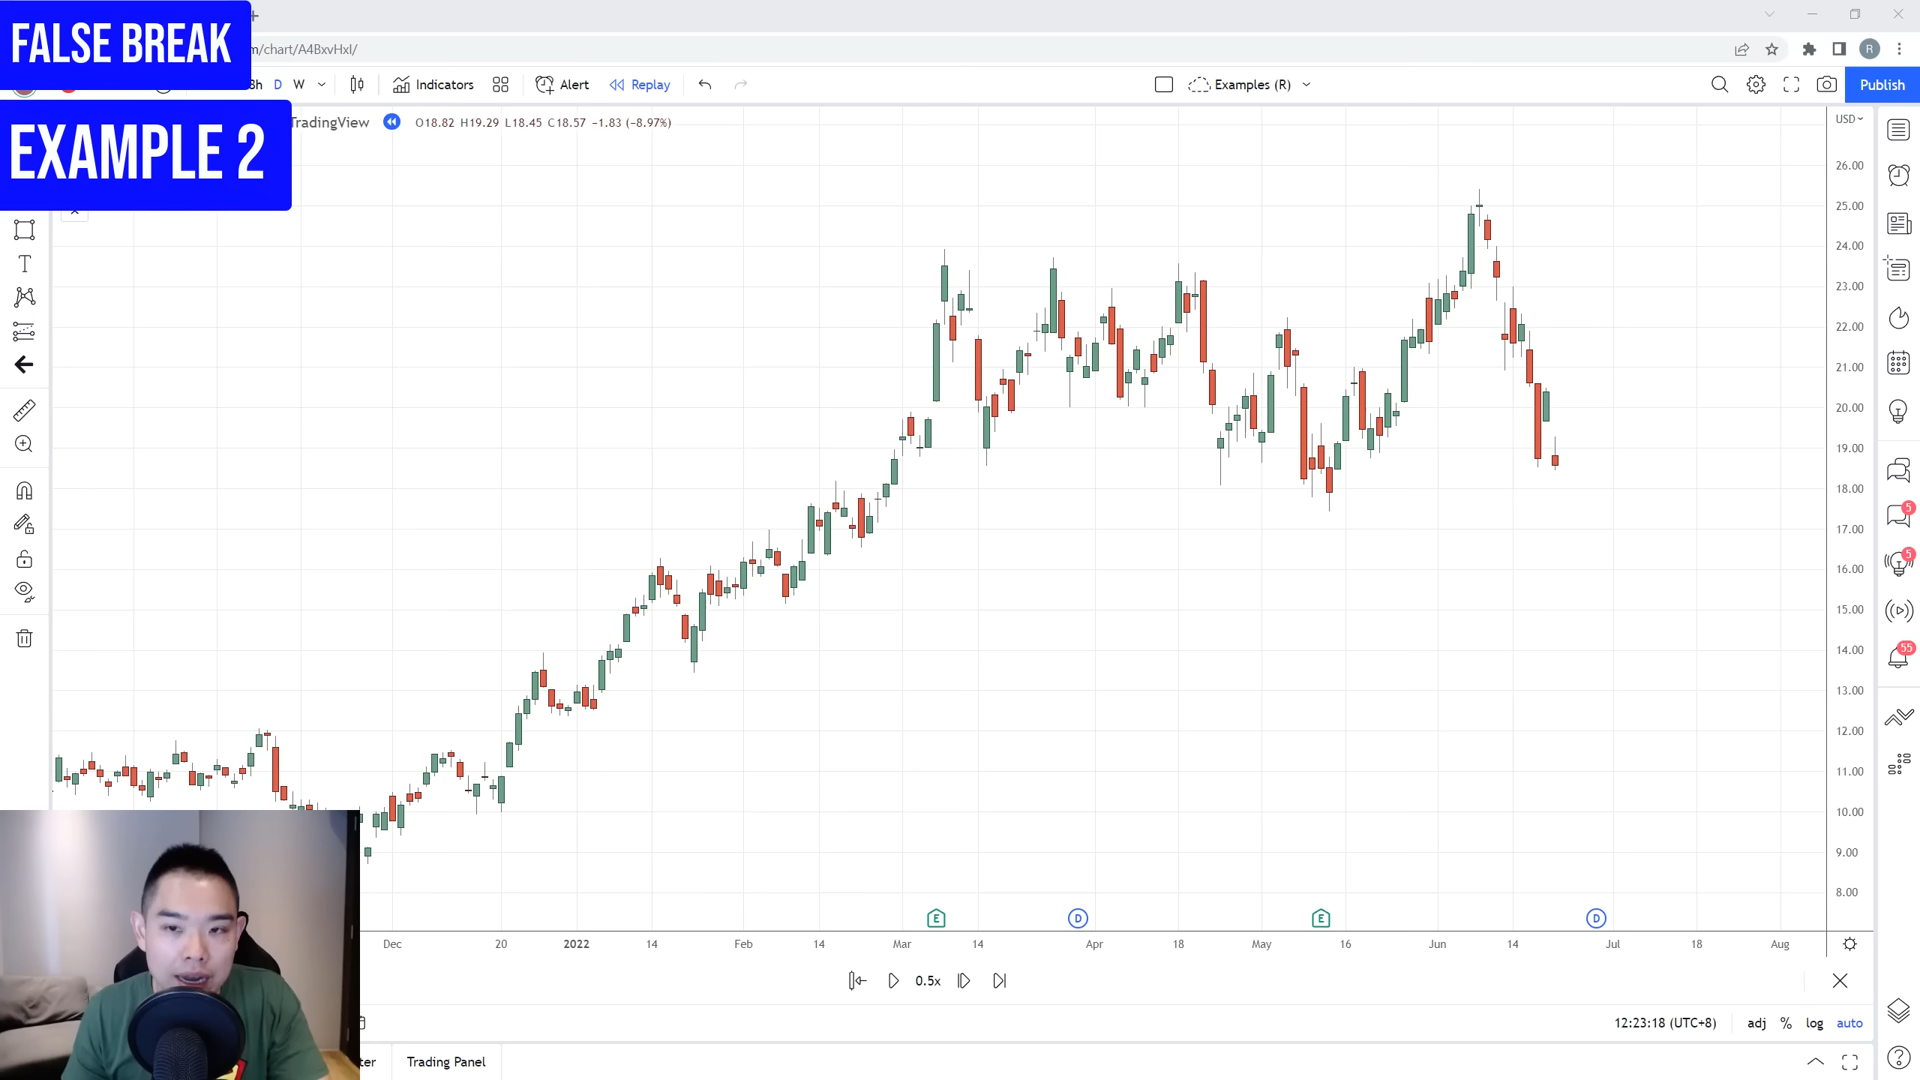 FALSE BREAK
m/chart/A4BxvHxI/
R
D W
Indicators
Alert
Replay
Examples (R)
Publish
EXAMPLE 2
TradingView
O18.82 H19.29 L18.45 C18.57 −1.83 (−8.97%)
USD
26.00
25.00
24.00
23.00
22.00
21.00
20.00
19.00
18.00
17.00
16.00
15.00
14.00
13.00
12.00
11.00
10.00
9.00
8.00
T
5
5
55
E D E D
Dec 20 2022 14 Feb 14 Mar 14 Apr 18 May 16 Jun 14 Jul 18 Aug
0.5x
12:23:18 (UTC+8) adj % log auto
ter Trading Panel